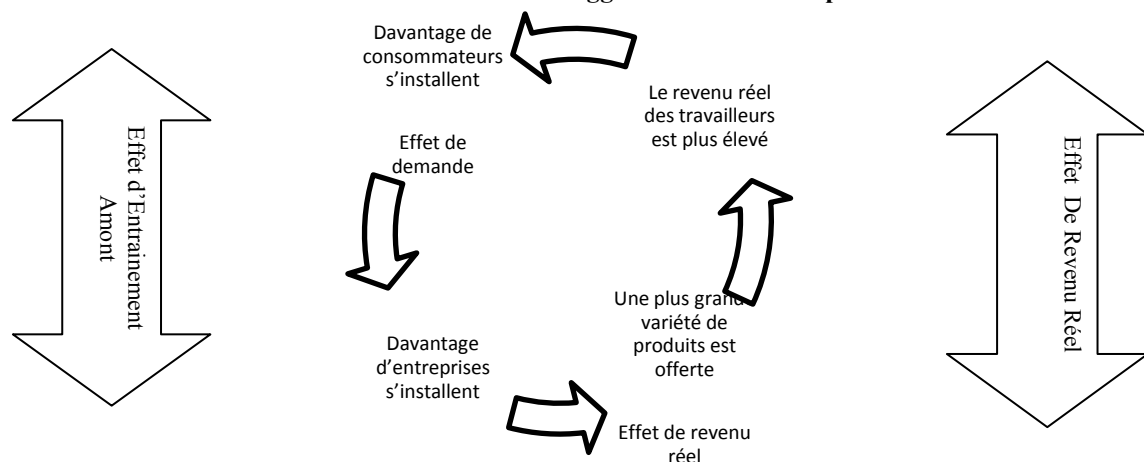 Davantage de
consommateurs
s’installent
Le revenu réel
des travailleurs
est plus élevé
Effet de
demande
Effet d’Entrainement
Amont
Effet De Revenu Réel
Une plus grand
variété de
produits est
offerte
Davantage
d’entreprises
s’installent
Effet de revenu
réel